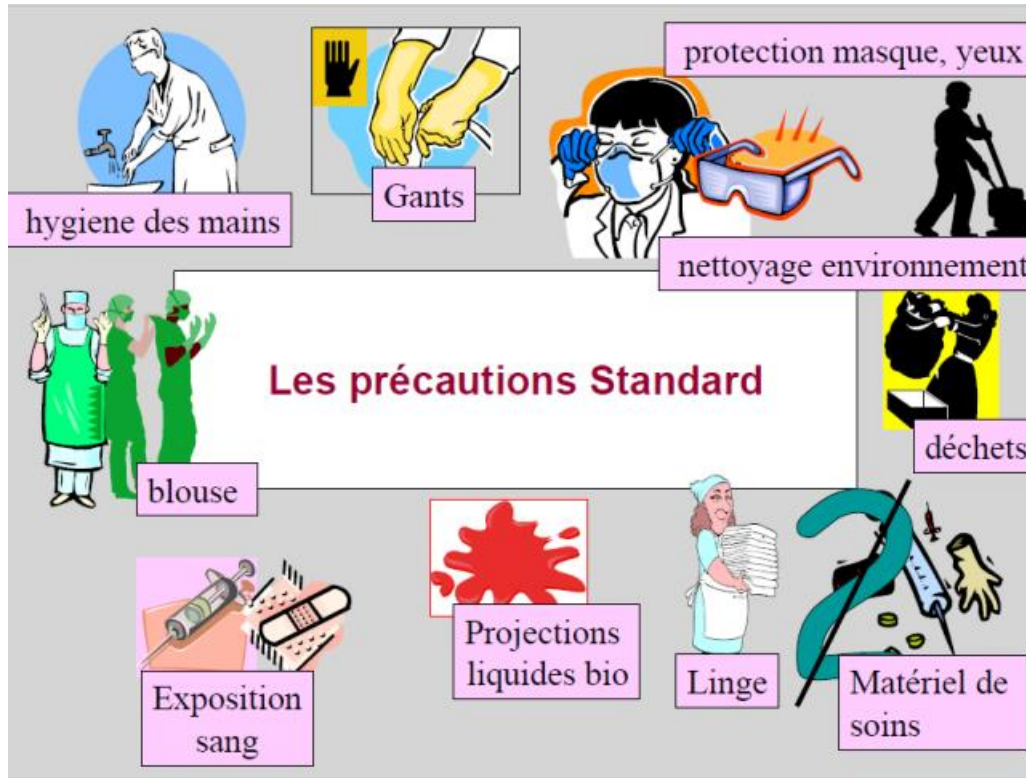 protection masque, yeux
hygiene des mains
Gants
nettoyage environnement
Les précautions Standard
déchets
blouse
Exposition
sang
Projections
liquides bio
Linge
Matériel de
soins